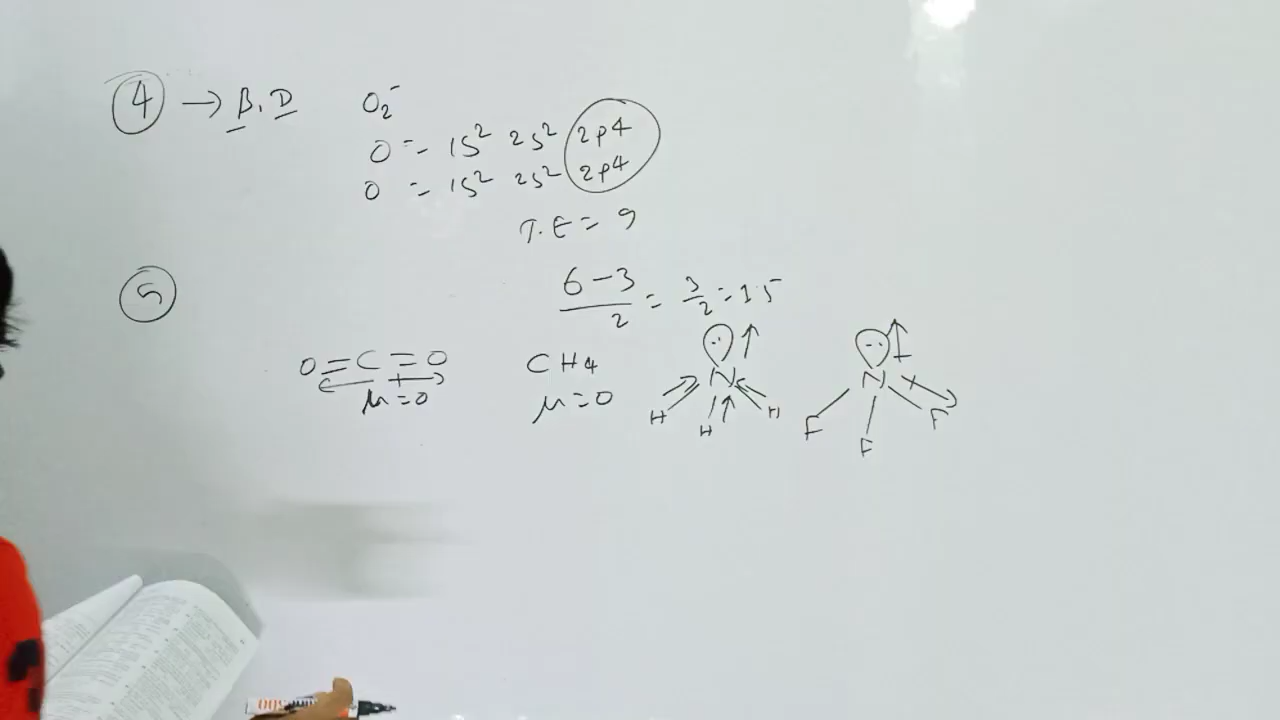 ④ → B, D O₂⁻
O = 1s² 2s² 2p4
O = 1s² 2s² 2p4
T.E = 9
⑤
6-3/2 = 3/2 = 1.5
O=C=O CH4 N N
μ=0 μ=0 H H H F F F